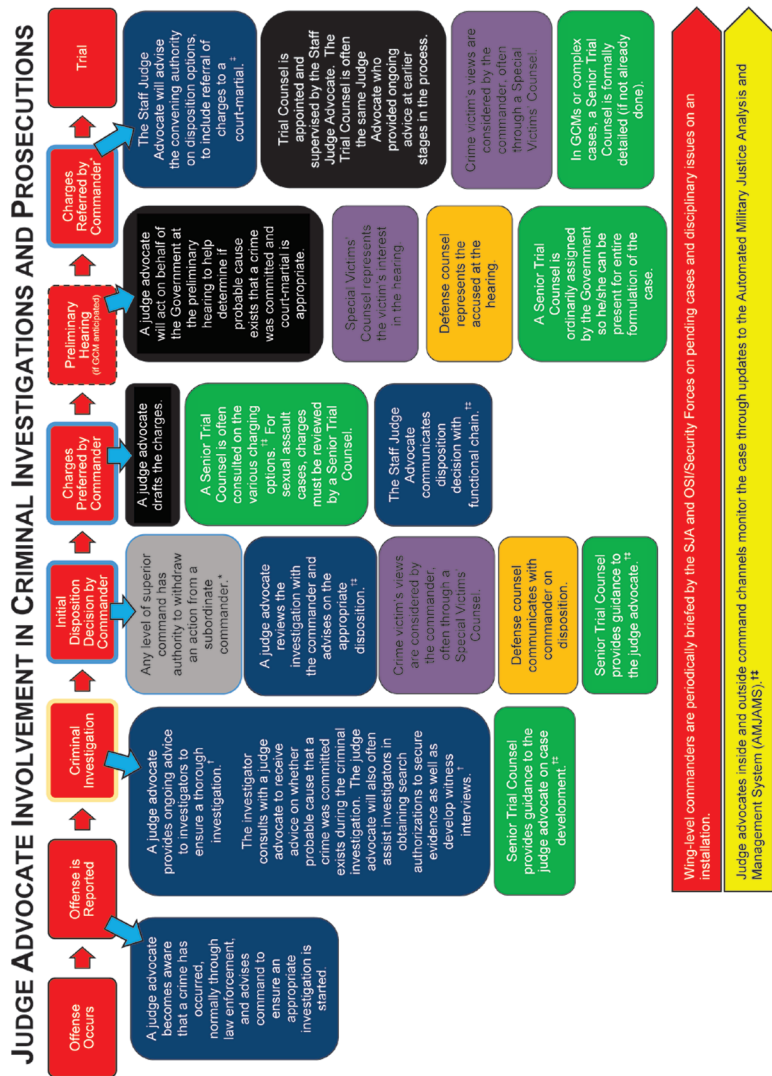 JUDGE ADVOCATE INVOLVEMENT IN CRIMINAL INVESTIGATIONS AND PROSECUTIONS
Offense
Occurs
Offense is
Reported
Criminal
Investigation
Initial
Disposition
Decision by
Commander
Charges
Preferred by
Commander
Preliminary
Hearing
(if GCM anticipated)
Charges
Referred by
Commander*
Trial
A judge advocate
becomes aware
that a crime has
occurred,
normally through
law enforcement,
and advises
command to
ensure an
appropriate
investigation is
started.
A judge advocate
provides ongoing advice
to investigators to
ensure a thorough
investigation.†
The investigator
consults with a judge
advocate to receive
advice on whether
probable cause that a
crime was committed
exists during the criminal
investigation. The judge
advocate will also often
assist investigators in
obtaining search
authorizations to secure
evidence as well as
develop witness
interviews.†
Senior Trial Counsel
provides guidance to the
judge advocate on case
development.†‡
Any level of superior
command has
authority to withdraw
an action from a
subordinate
commander.*
A judge advocate
reviews the
investigation with
the commander and
advises on the
appropriate
disposition.†‡
Crime victim's views
are considered by
the commander,
often through a
Special Victims'
Counsel.
Defense counsel
communicates with
commander on
disposition.
Senior Trial Counsel
provides guidance to
the judge advocate.†‡
A judge advocate
drafts the charges.
A Senior Trial
Counsel is often
consulted on the
various charging
options.†‡ For
sexual assault
cases, charges
must be reviewed
by a Senior Trial
Counsel.
The Staff Judge
Advocate
communicates
disposition
decision with
functional chain.†‡
A judge advocate
will act on behalf of
the Government at
the preliminary
hearing to help
determine if
probable cause
exists that a crime
was committed and
court-martial is
appropriate.
Special Victims'
Counsel represents
the victim's interest
in the hearing.
Defense counsel
represents the
accused at the
hearing.
A Senior Trial
Counsel is
ordinarily assigned
by the Government
so he/she can be
present for entire
formulation of the
case.
The Staff Judge
Advocate will advise
the convening authority
on disposition options,
to include referral of
charges to a
court-martial.‡
Trial Counsel is
appointed and
supervised by the Staff
Judge Advocate. The
Trial Counsel is often
the same Judge
Advocate who
provided ongoing
advice at earlier
stages in the process.
Crime victim's views are
considered by the
commander, often
through a Special
Victims' Counsel.
In GCMs or complex
cases, a Senior Trial
Counsel is formally
detailed (if not already
done).
Wing-level commanders are periodically briefed by the SJA and OSI/Security Forces on pending cases and disciplinary issues on an
installation.
Judge advocates inside and outside command channels monitor the case through updates to the Automated Military Justice Analysis and
Management System (AMJAMS).†‡